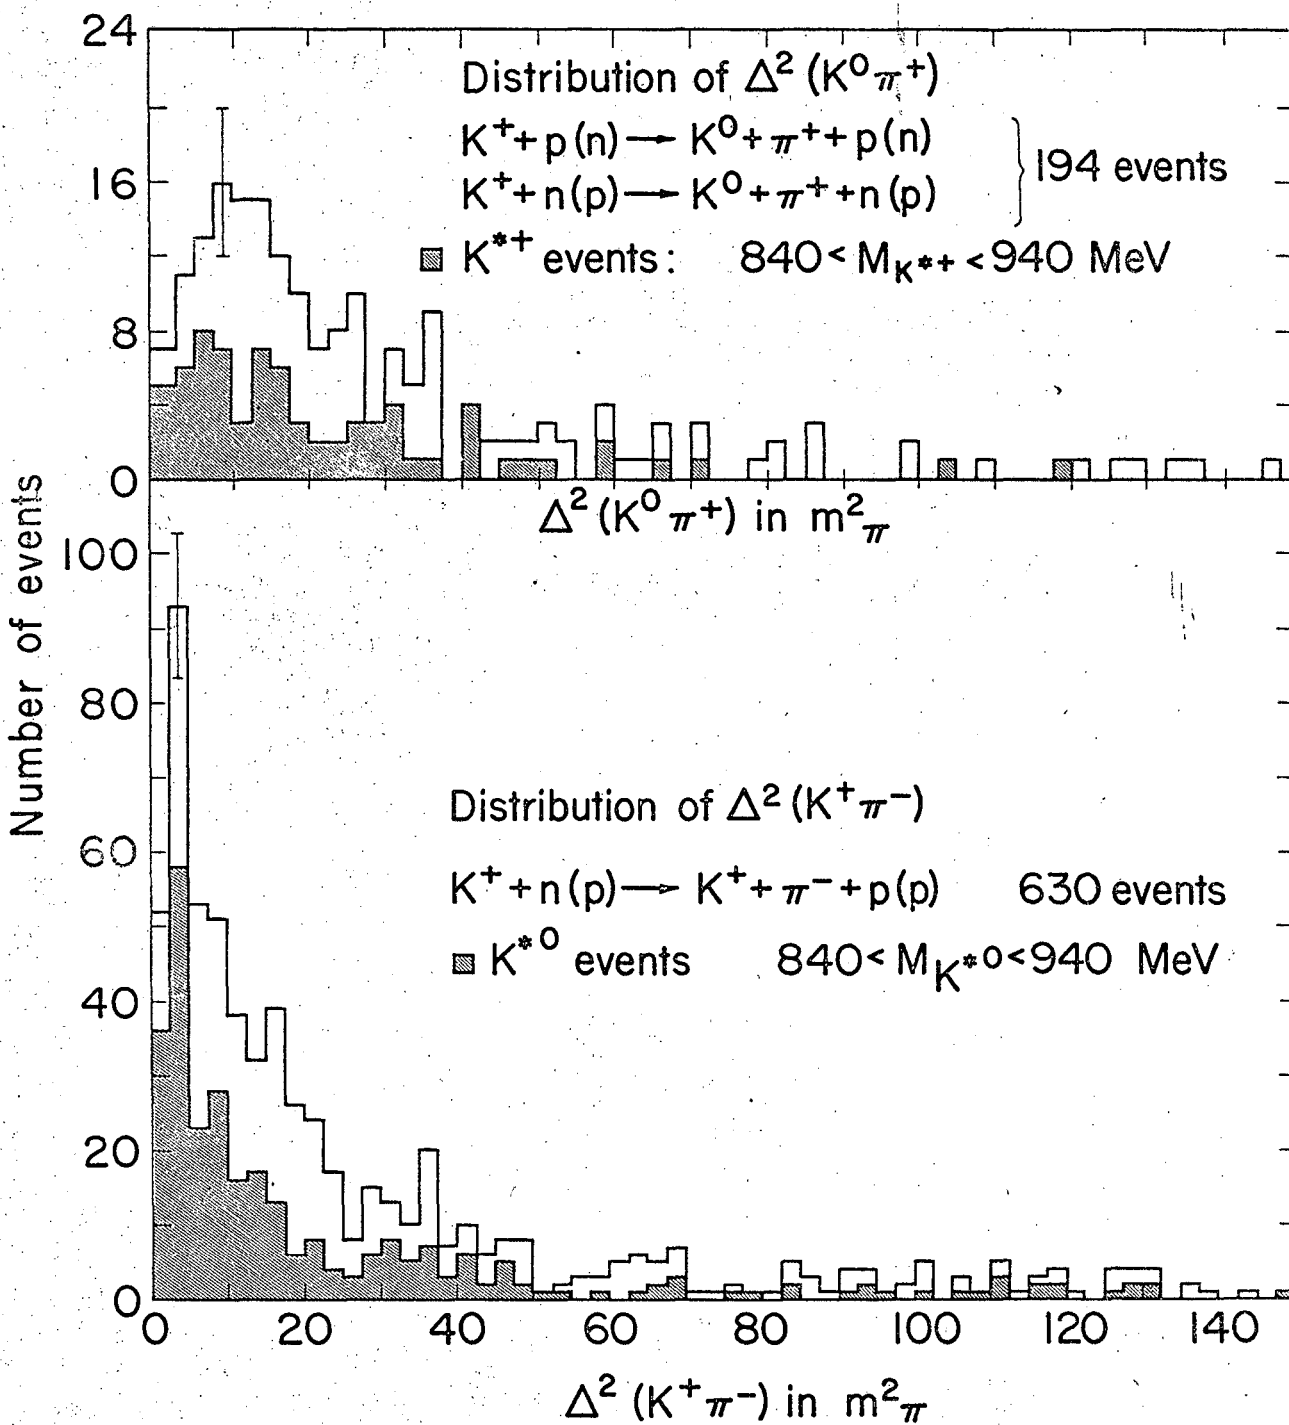 24
Distribution of Δ² (K⁰π⁺)
K⁺ + p(n) → K⁰ + π⁺ + p(n)
16
194 events
K⁺ + n(p) → K⁰ + π⁺ + n(p)
K*⁺ events: 840 < M_K*⁺ < 940 MeV
8
0
Δ² (K⁰π⁺) in m²π
Number of events
100
80
Distribution of Δ² (K⁺π⁻)
60
K⁺ + n(p) → K⁺ + π⁻ + p(p) 630 events
K*⁰ events 840 < M_K*⁰ < 940 MeV
40
20
0
0 20 40 60 80 100 120 140
Δ² (K⁺π⁻) in m²π